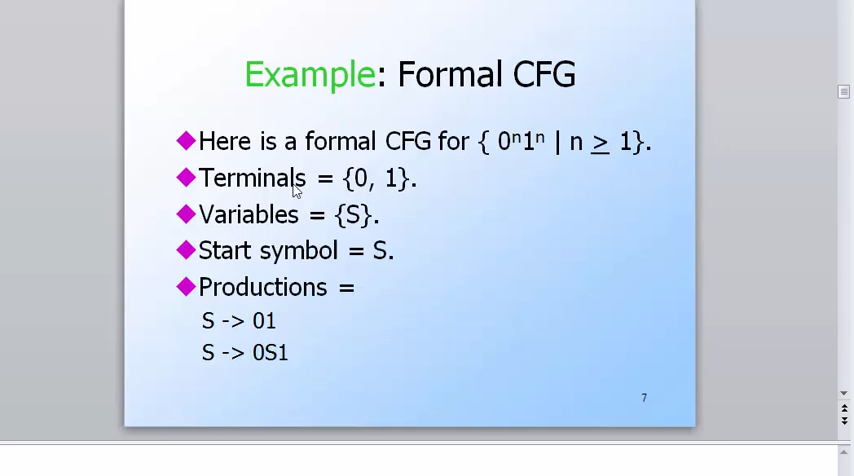 Example: Formal CFG
Here is a formal CFG for { 0ⁿ1ⁿ | n ≥ 1}.
Terminals = {0, 1}.
Variables = {S}.
Start symbol = S.
Productions =
S -> 01
S -> 0S1
7